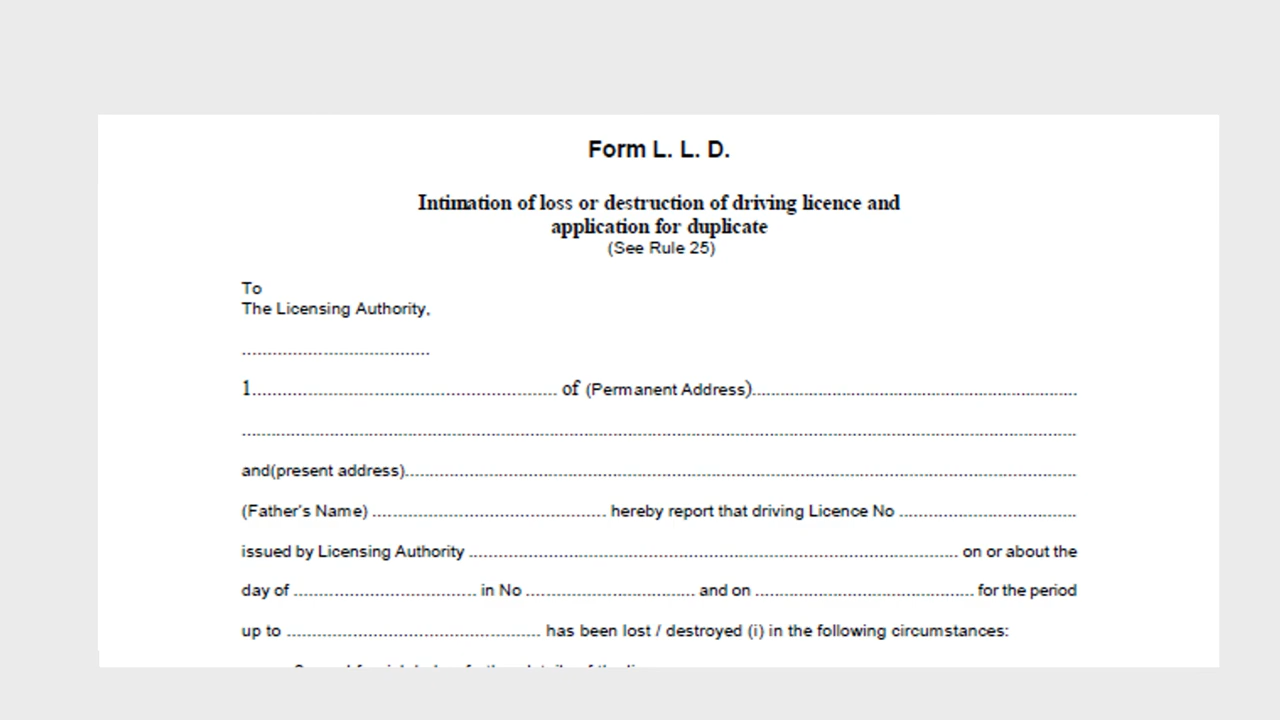 Form L. L. D.
Intimation of loss or destruction of driving licence and
application for duplicate
(See Rule 25)
To
The Licensing Authority,
.....................................
1............................................................ of (Permanent Address)................................................................
....................................................................................................................................................................
and(present address)....................................................................................................................................
(Father's Name) .............................................. hereby report that driving Licence No ...................................
issued by Licensing Authority ................................................................................................ on or about the
day of .................................... in No ................................. and on ........................................... for the period
up to .................................................. has been lost / destroyed (i) in the following circumstances: